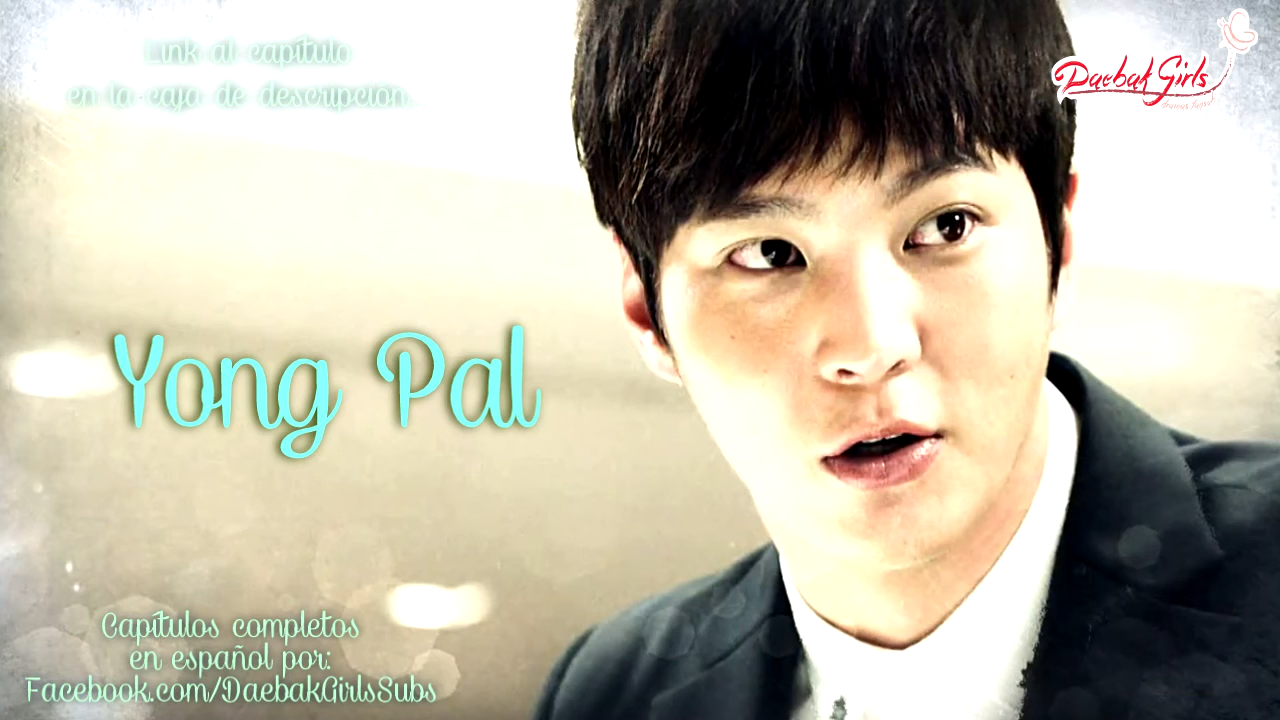 Link al capítulo
en la caja de descripción.
Daebak Girls
Yong Pal
Capítulos completos
en español por:
Facebook.com/DaebakGirlsSubs